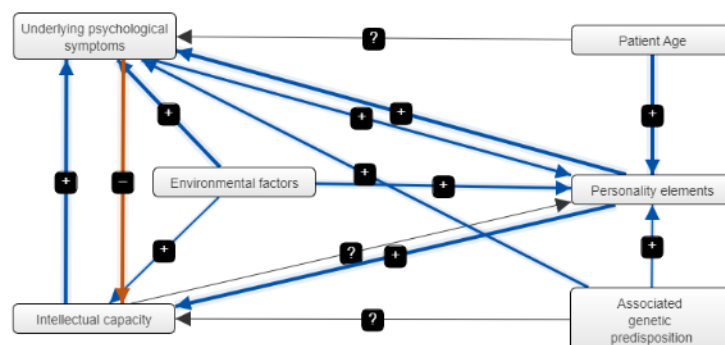 Underlying psychological
symptoms
?
Patient Age
+
+
+
+
+
−
Environmental factors
+
+
Personality elements
+
?
+
+
Intellectual capacity
?
Associated
genetic
predisposition